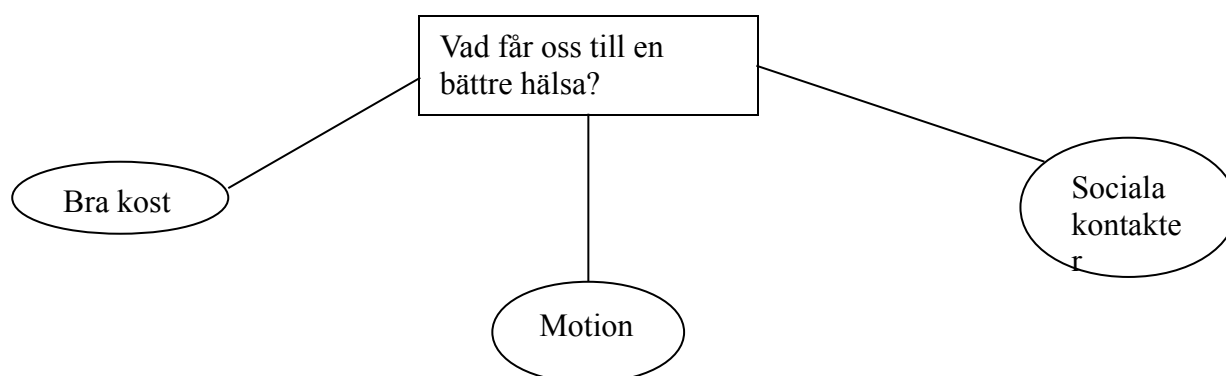 Vad får oss till en
bättre hälsa?
Bra kost
Sociala
kontakte
r
Motion